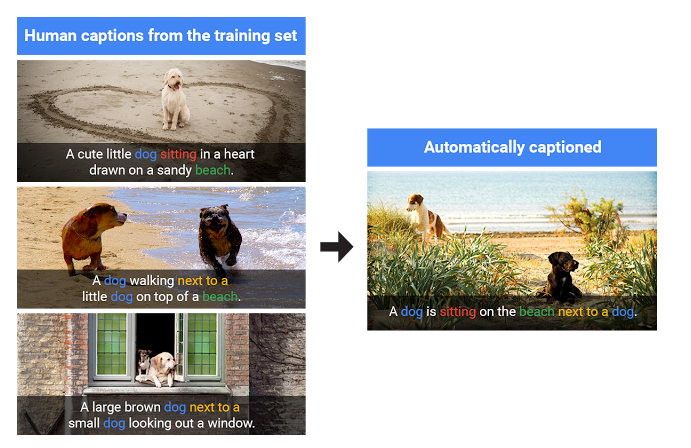 Human captions from the training set
A cute little dog sitting in a heart
drawn on a sandy beach.
A dog walking next to a
little dog on top of a beach.
A large brown dog next to a
small dog looking out a window.
Automatically captioned
A dog is sitting on the beach next to a dog.